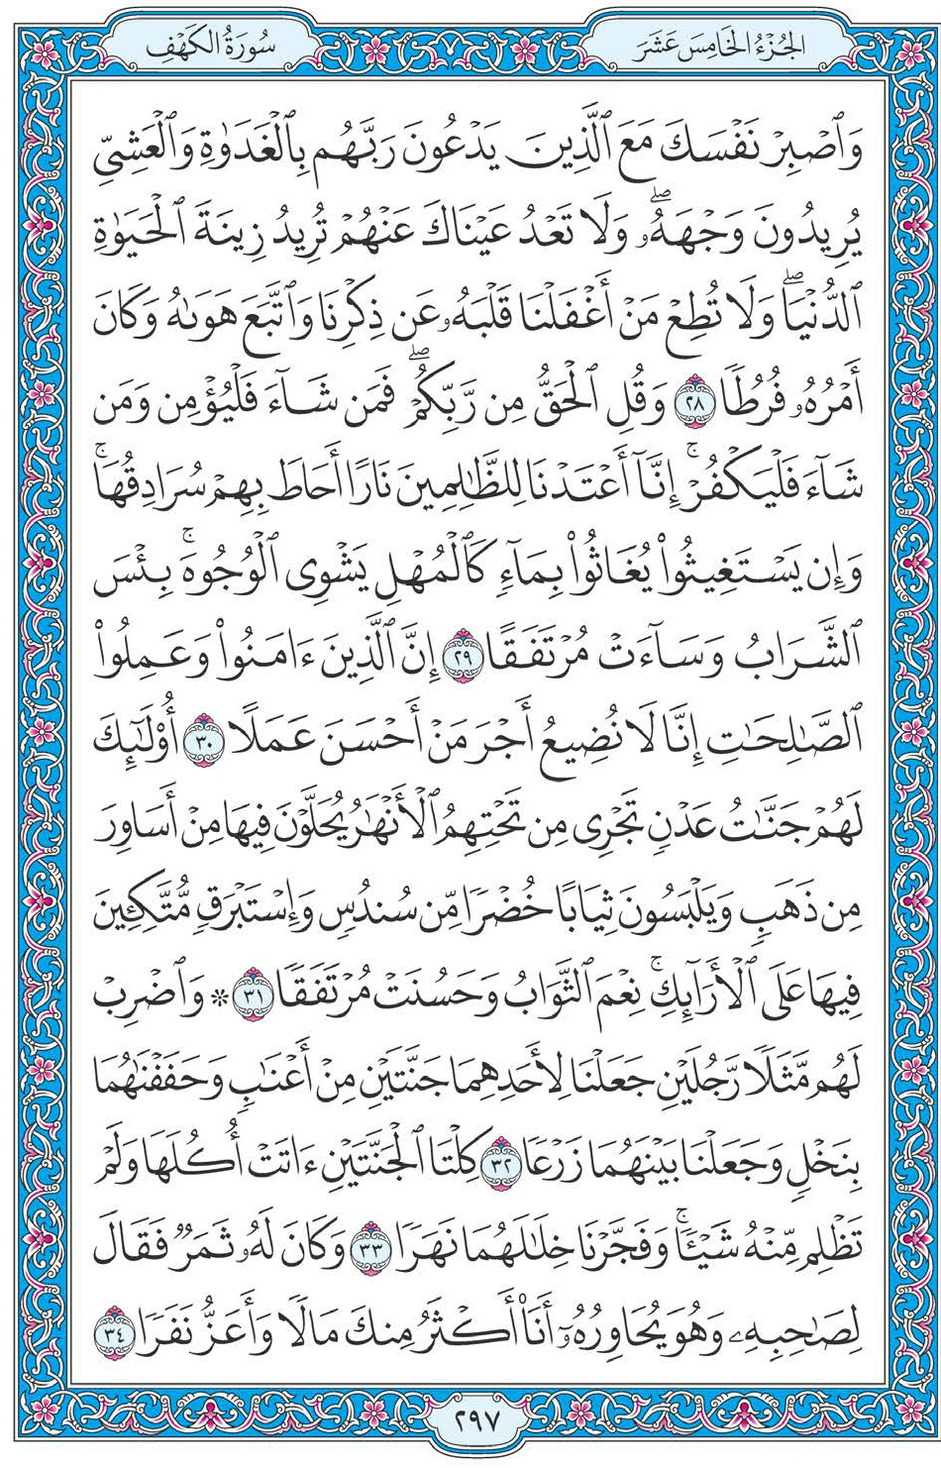 الجُزْءُ الخَامِسَ عَشَرَ
سُورَةُ الكَهْفِ
وَٱصْبِرْ نَفْسَكَ مَعَ ٱلَّذِينَ يَدْعُونَ رَبَّهُم بِٱلْغَدَوٰةِ وَٱلْعَشِيِّ
يُرِيدُونَ وَجْهَهُۥۖ وَلَا تَعْدُ عَيْنَاكَ عَنْهُمْ تُرِيدُ زِينَةَ ٱلْحَيَوٰةِ
ٱلدُّنْيَاۖ وَلَا تُطِعْ مَنْ أَغْفَلْنَا قَلْبَهُۥ عَن ذِكْرِنَا وَٱتَّبَعَ هَوَىٰهُ وَكَانَ
أَمْرُهُۥ فُرُطًا ٢٨ وَقُلِ ٱلْحَقُّ مِن رَّبِّكُمْۖ فَمَن شَآءَ فَلْيُؤْمِن وَمَن
شَآءَ فَلْيَكْفُرْۚ إِنَّآ أَعْتَدْنَا لِلظَّٰلِمِينَ نَارًا أَحَاطَ بِهِمْ سُرَادِقُهَاۚ
وَإِن يَسْتَغِيثُوا۟ يُغَاثُوا۟ بِمَآءٍ كَٱلْمُهْلِ يَشْوِى ٱلْوُجُوهَۚ بِئْسَ
ٱلشَّرَابُ وَسَآءَتْ مُرْتَفَقًا ٢٩ إِنَّ ٱلَّذِينَ ءَامَنُوا۟ وَعَمِلُوا۟
ٱلصَّٰلِحَٰتِ إِنَّا لَا نُضِيعُ أَجْرَ مَنْ أَحْسَنَ عَمَلًا ٣٠ أُو۟لَٰٓئِكَ
لَهُمْ جَنَّٰتُ عَدْنٍ تَجْرِى مِن تَحْتِهِمُ ٱلْأَنْهَٰرُ يُحَلَّوْنَ فِيهَا مِنْ أَسَاوِرَ
مِن ذَهَبٍ وَيَلْبَسُونَ ثِيَابًا خُضْرًا مِّن سُندُسٍ وَإِسْتَبْرَقٍ مُّتَّكِـِٔينَ
فِيهَا عَلَى ٱلْأَرَآئِكِۚ نِعْمَ ٱلثَّوَابُ وَحَسُنَتْ مُرْتَفَقًا ٣١ ۞ وَٱضْرِبْ
لَهُم مَّثَلًا رَّجُلَيْنِ جَعَلْنَا لِأَحَدِهِمَا جَنَّتَيْنِ مِنْ أَعْنَٰبٍ وَحَفَفْنَٰهُمَا
بِنَخْلٍ وَجَعَلْنَا بَيْنَهُمَا زَرْعًا ٣٢ كِلْتَا ٱلْجَنَّتَيْنِ ءَاتَتْ أُكُلَهَا وَلَمْ
تَظْلِم مِّنْهُ شَيْـًٔاۚ وَفَجَّرْنَا خِلَٰلَهُمَا نَهَرًا ٣٣ وَكَانَ لَهُۥ ثَمَرٌ فَقَالَ
لِصَٰحِبِهِۦ وَهُوَ يُحَاوِرُهُۥٓ أَنَا۠ أَكْثَرُ مِنكَ مَالًا وَأَعَزُّ نَفَرًا ٣٤
٢٩٧